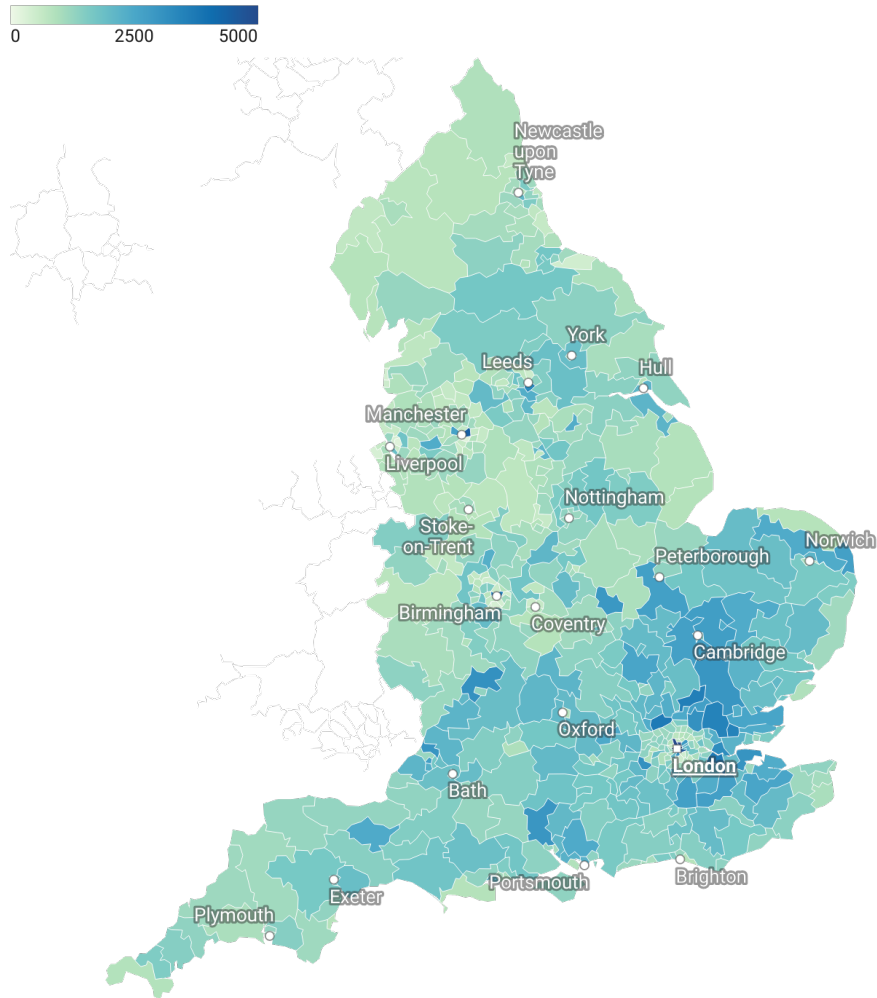 0 2500 5000
Newcastle
upon
Tyne
York
Leeds
Hull
Manchester
Liverpool
Nottingham
Stoke-
on-Trent
Norwich
Peterborough
Birmingham
Coventry
Cambridge
Oxford
London
Bath
Portsmouth
Brighton
Exeter
Plymouth